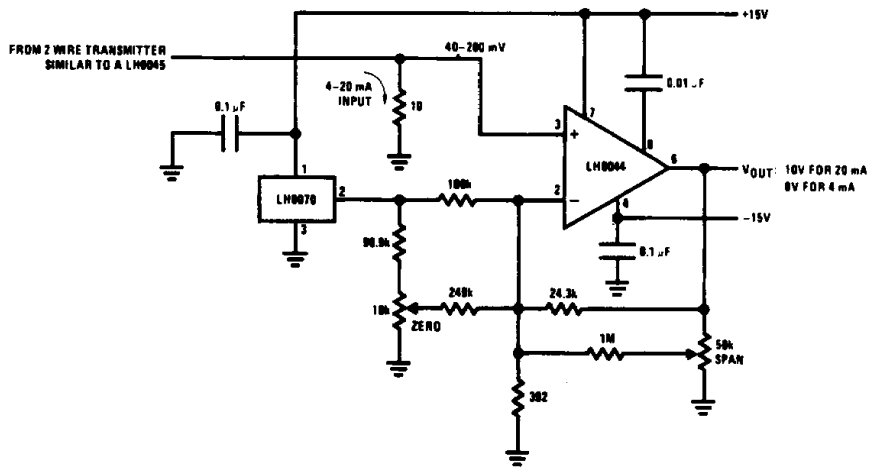 +15V
FROM 2 WIRE TRANSMITTER
SIMILAR TO A LH0045
40-200 mV
0.1 μF
4-20 mA
INPUT
10
0.01 μF
7
3
+
8
1
LH0044
6
VOUT: 10V FOR 20 mA
0V FOR 4 mA
LH0070
2
100k
2
−
4
−15V
3
90.9k
0.1 μF
249k
24.3k
10k
ZERO
1M
50k
SPAN
392